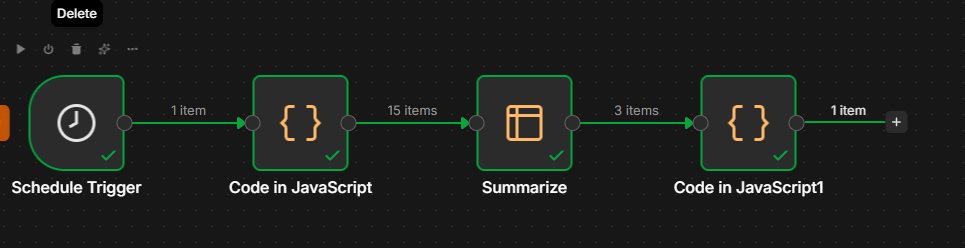 Delete
1 item
15 items
3 items
1 item
{ }
{ }
Schedule Trigger
Code in JavaScript
Summarize
Code in JavaScript1